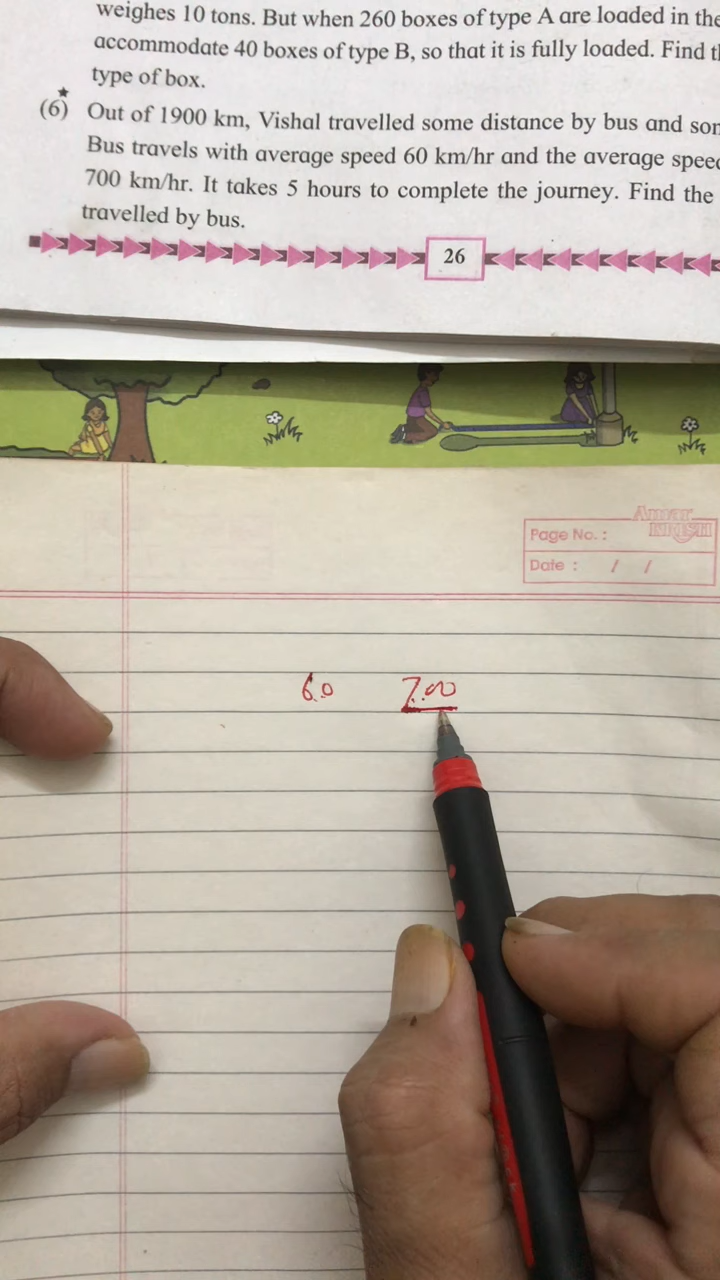 weighes 10 tons. But when 260 boxes of type A are loaded in the
accommodate 40 boxes of type B, so that it is fully loaded. Find
type of box.
(6) Out of 1900 km, Vishal travelled some distance by bus and
Bus travels with average speed 60 km/hr and the average
700 km/hr. It takes 5 hours to complete the journey. Find the
travelled by bus.
26
Amar
Page No. :
Date : / /
60 700